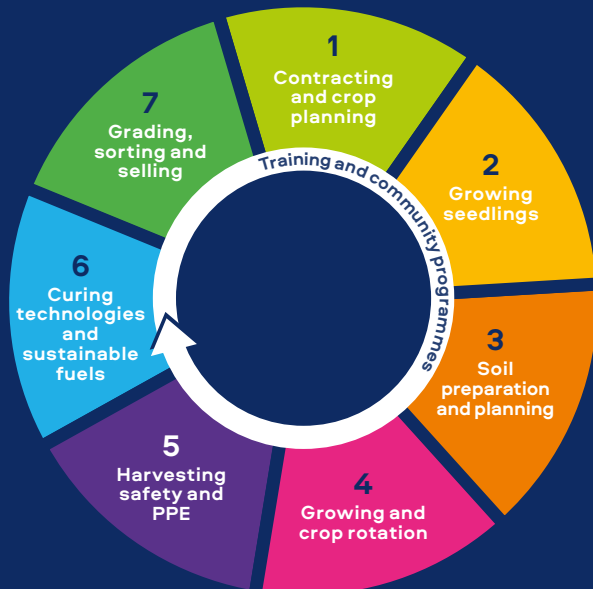 1
Contracting
and crop
planning
2
Growing
seedlings
3
Soil
preparation
and planning
4
Growing and
crop rotation
5
Harvesting
safety and
PPE
6
Curing
technologies
and
sustainable
fuels
7
Grading,
sorting and
selling
Training and community programmes